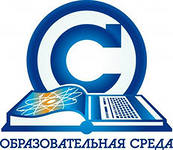 С
ОБРАЗОВАТЕЛЬНАЯ СРЕДА